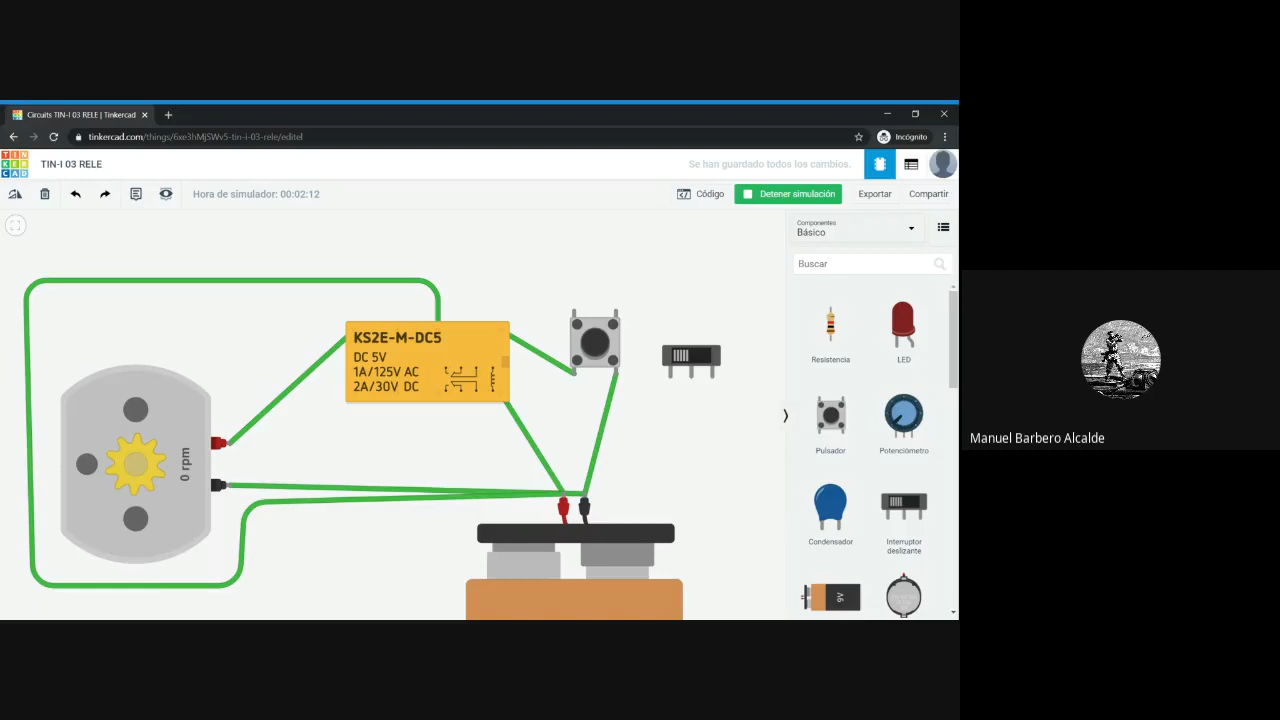 Circuits TIN-I 03 RELE | Tinkercad
tinkercad.com/things/6xe3hMjSWv5-tin-i-03-rele/editel
Incógnito
TIN
KER
CAD
TIN-I 03 RELE
Se han guardado todos los cambios.
Hora de simulador: 00:02:12
Código
Detener simulación
Exportar
Compartir
Componentes
Básico
Buscar
Resistencia
LED
Pulsador
Potenciómetro
Condensador
Interruptor
deslizante
9V
KS2E-M-DC5
DC 5V
1A/125V AC
2A/30V DC
0 rpm
Manuel Barbero Alcalde